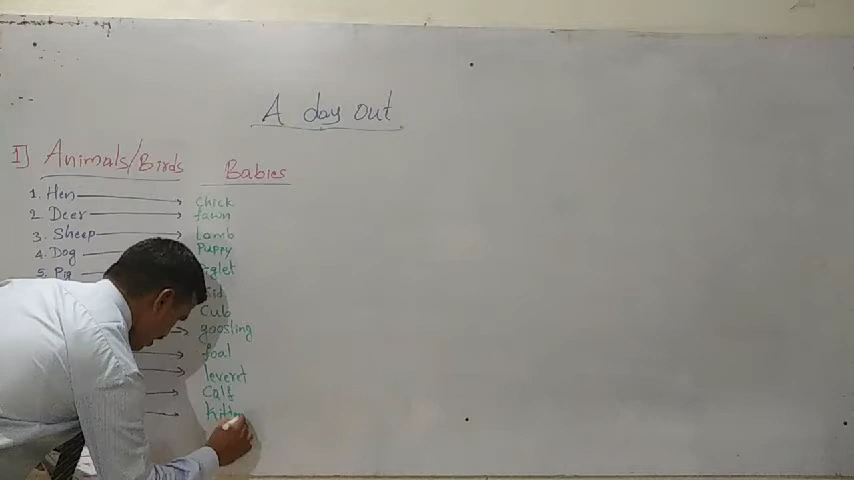 A day out
1] Animals/Birds Babies
1. Hen chick
2. Deer fawn
3. Sheep Lamb
4. Dog Puppy
5. Pig
Cub
goosling
foal
leveret
Calf